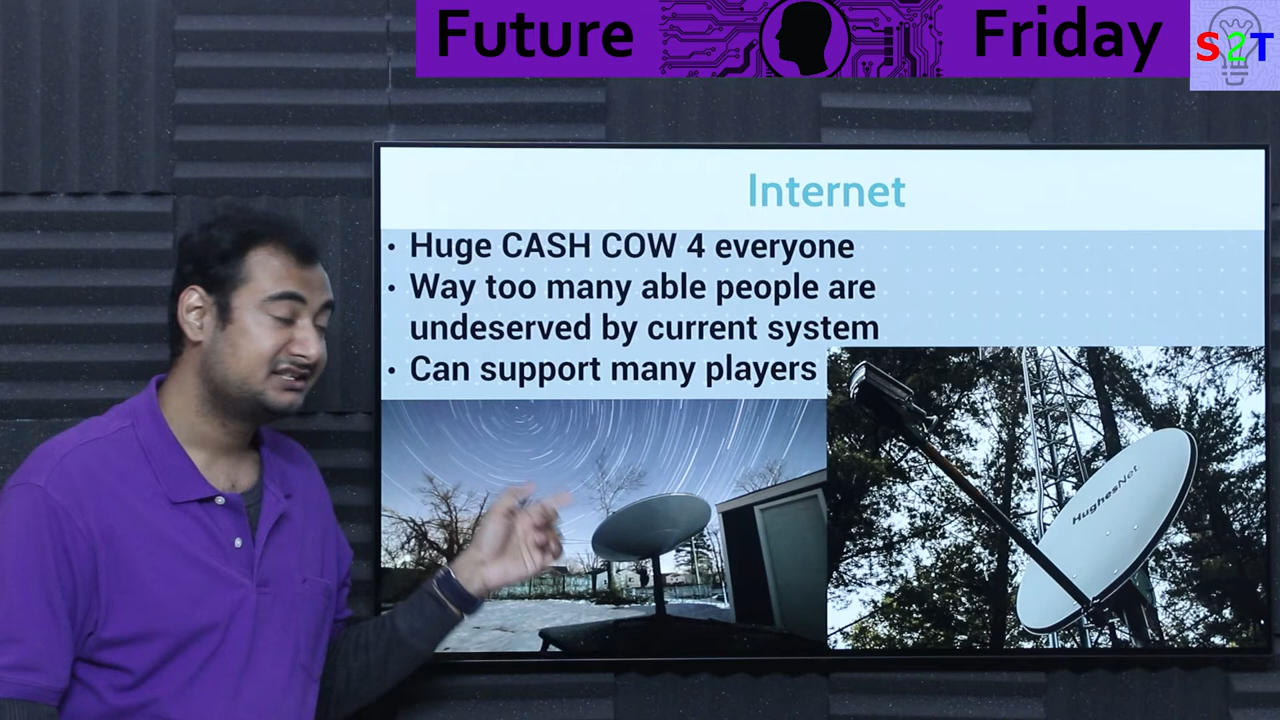 Future Friday
S2T
Internet
• Huge CASH COW 4 everyone
• Way too many able people are
undeserved by current system
• Can support many players
HughesNet